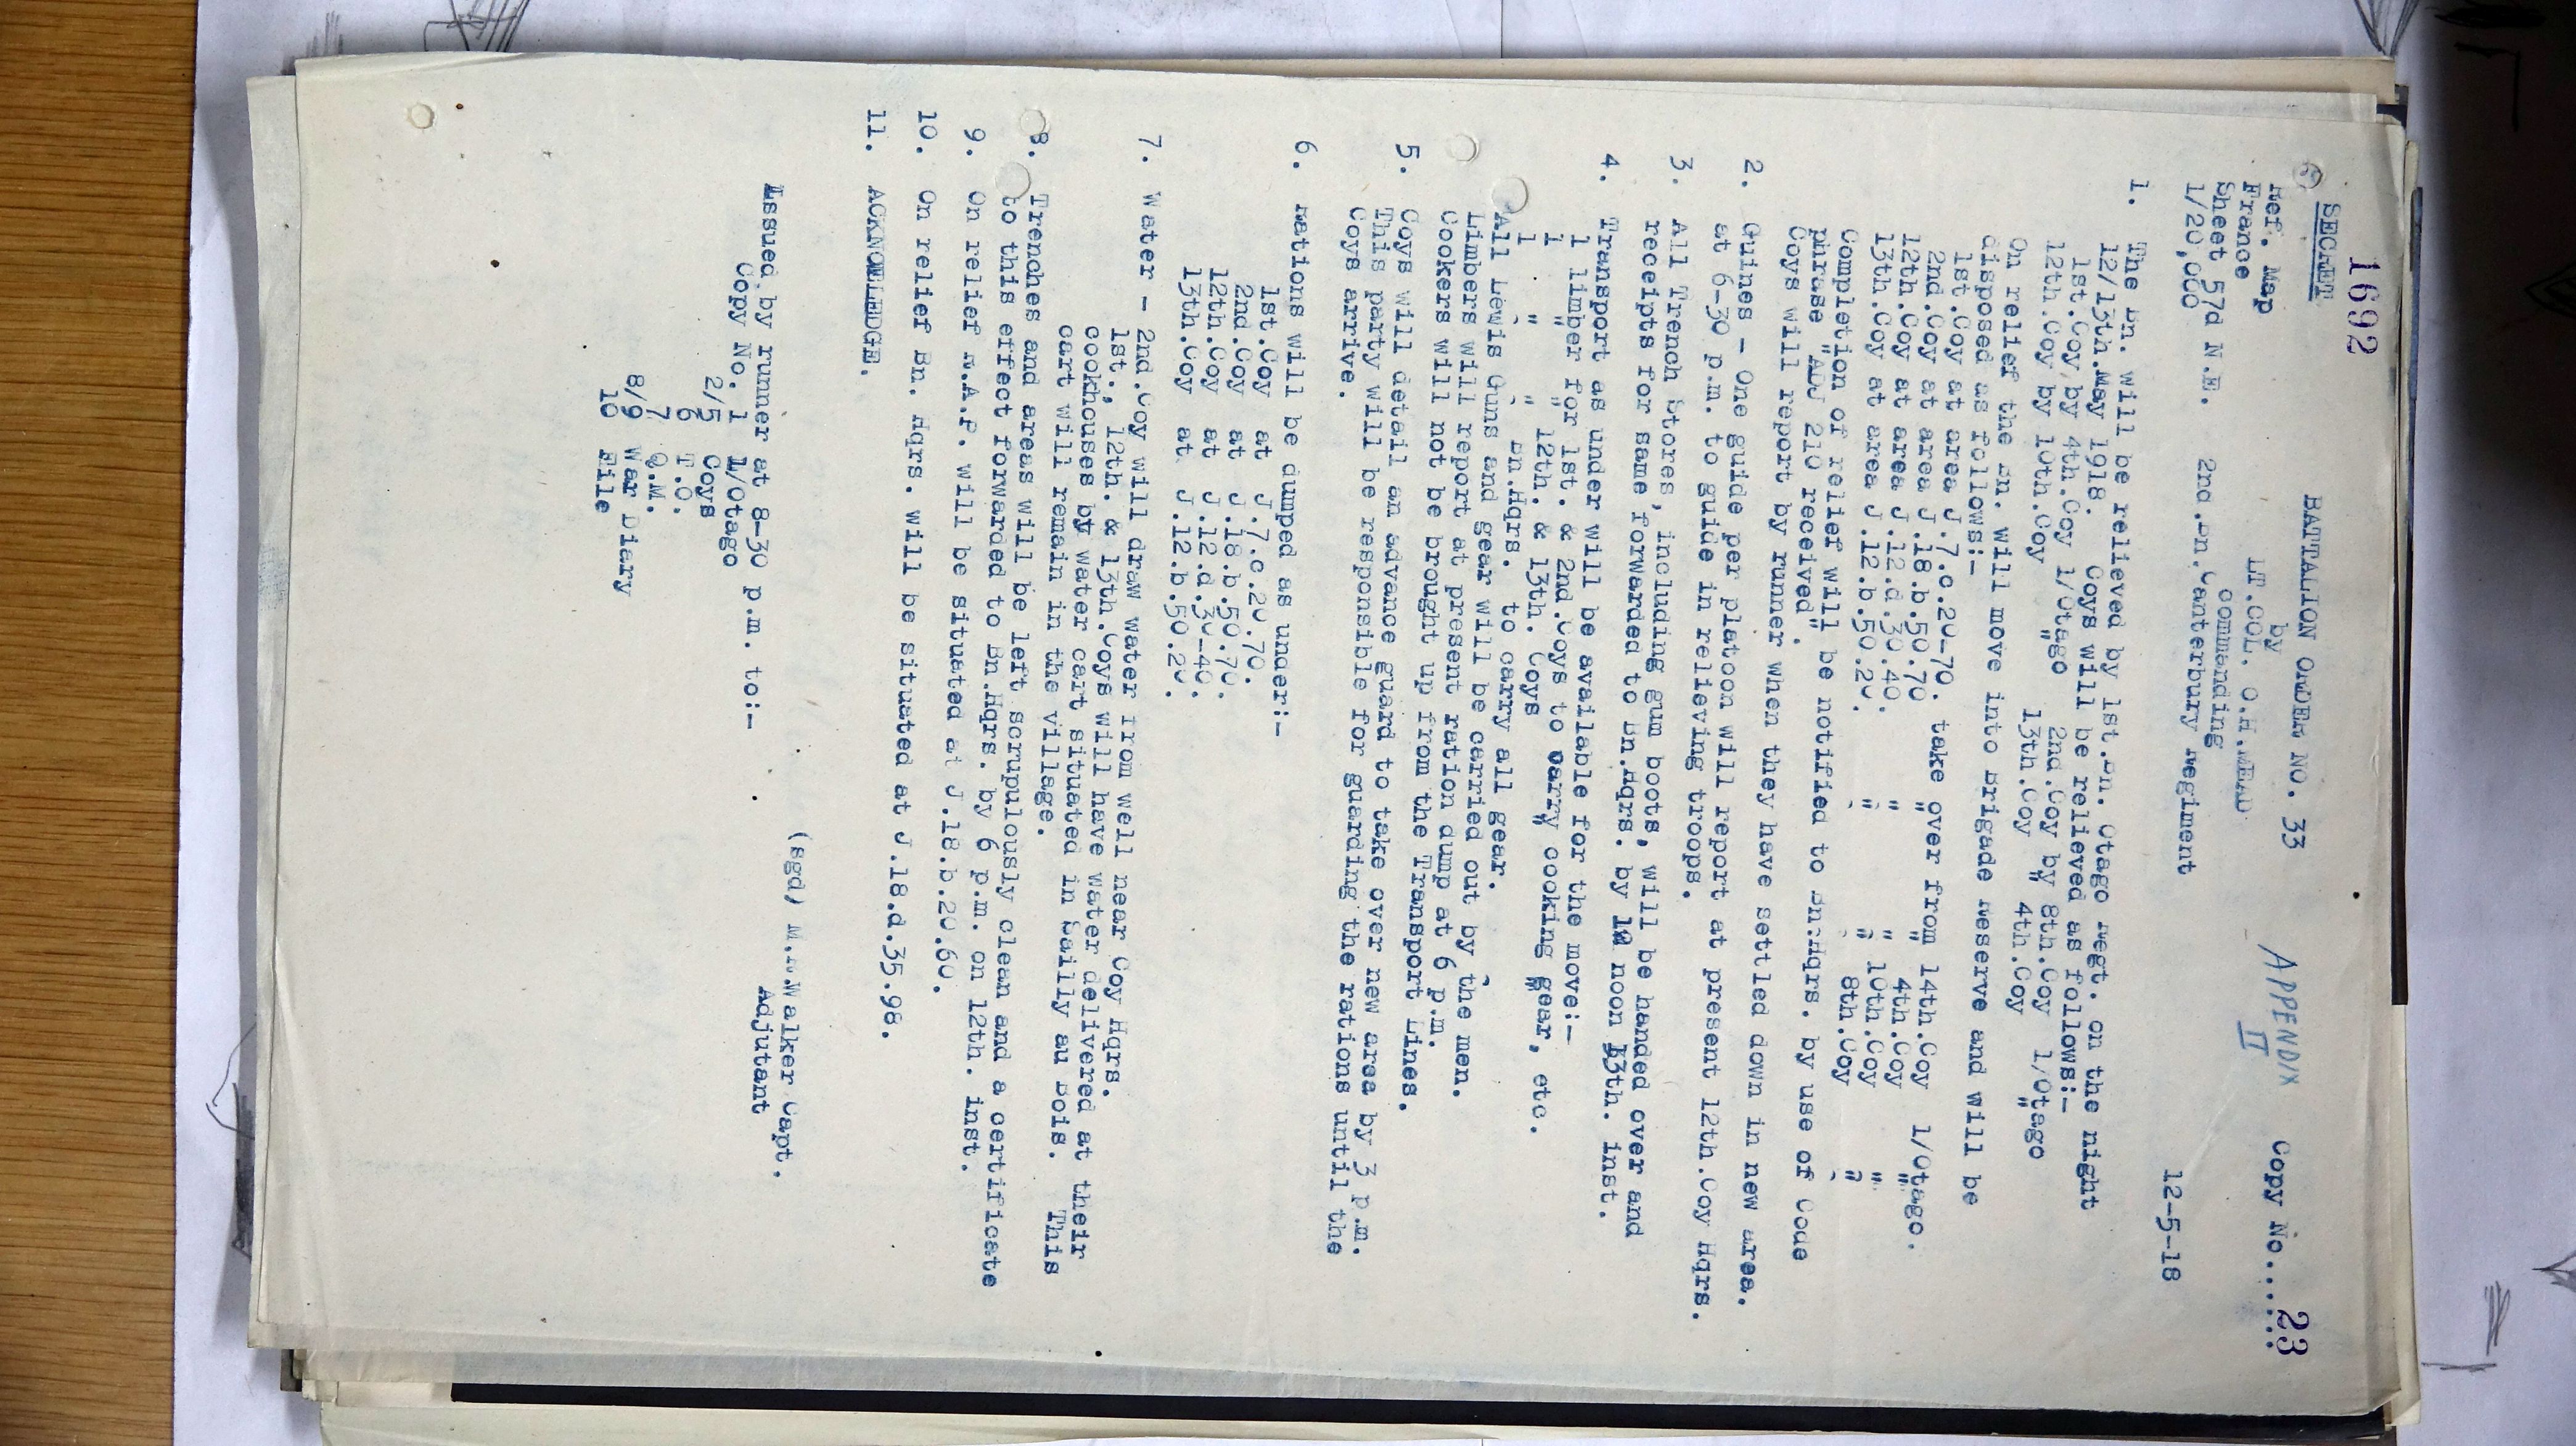 1692
SECRET
BATTALION ORDER NO. 33
APPENDIX II
Copy No....... 23
by
Ref. Map
LT.COL. O.H.MEAD
France
commanding
Sheet 57d N.E. 2nd.Bn.Canterbury Regiment
1/20,000
12-5-18
1. The Bn. will be relieved by 1st.Bn. Otago Regt. on the night
12/13th.May 1918. Coys will be relieved as follows:-
1st.Coy by 4th.Coy 1/Otago 2nd.Coy by 8th.Coy 1/Otago
12th.Coy by 10th.Coy " 13th.Coy " 4th.Coy "
On relief the Bn. will move into Brigade Reserve and will be
disposed as follows:-
1st.Coy at area J.7.c.20-70. take over from 14th.Coy 1/Otago.
2nd.Coy at area J.18.b.50.70 " " 4th.Coy "
12th.Coy at area J.12.d.30.40. " " 10th.Coy "
13th.Coy at area J.12.b.50.20. " " 8th.Coy "
Completion of relief will be notified to Bn:Hqrs. by use of Code
phrase "ADJ 210 received".
Coys will report by runner when they have settled down in new area.
2. Guines - One guide per platoon will report at present 12th.Coy Hqrs.
at 6-30 p.m. to guide in relieving troops.
3. All Trench Stores, including gum boots, will be handed over and
receipts for same forwarded to Bn.Hqrs. by 12 noon 13th. inst.
4. Transport as under will be available for the move:-
1 limber for 1st. & 2nd.Coys to carry cooking gear, etc.
1 " " 12th. & 13th. Coys " "
1 " " Bn.Hqrs. to carry all gear.
All Lewis Guns and gear will be carried out by the men.
Limbers will report at present ration dump at 6 p.m.
Cookers will not be brought up from the Transport Lines.
5. Coys will detail an advance guard to take over new area by 3 p.m.
This party will be responsible for guarding the rations until the
Coys arrive.
6. Rations will be dumped as under:-
1st.Coy at J.7.c.20.70.
2nd.Coy at J.18.b.50.70.
12th.Coy at J.12.d.30-40.
13th.Coy at J.12.b.50.20.
7. Water - 2nd.Coy will draw water from well near Coy Hqrs.
1st., 12th. & 13th.Coys will have water delivered at their
cookhouses by water cart situated in Sailly au Bois. This
cart will remain in the village.
8. Trenches and areas will be left scrupulously clean and a certificate
to this effect forwarded to Bn.Hqrs. by 6 p.m. on 12th. inst.
9. On relief R.A.P. will be situated at J.18.b.20.60.
10. On relief Bn. Hqrs. will be situated at J.18.d.35.98.
11. ACKNOWLEDGE.
(sgd) M.R.Walker Capt.
Adjutant
Issued by runner at 8-30 p.m. to:-
Copy No. 1 1/Otago
2/5 Coys
6 T.O.
7 Q.M.
8/9 War Diary
10 File